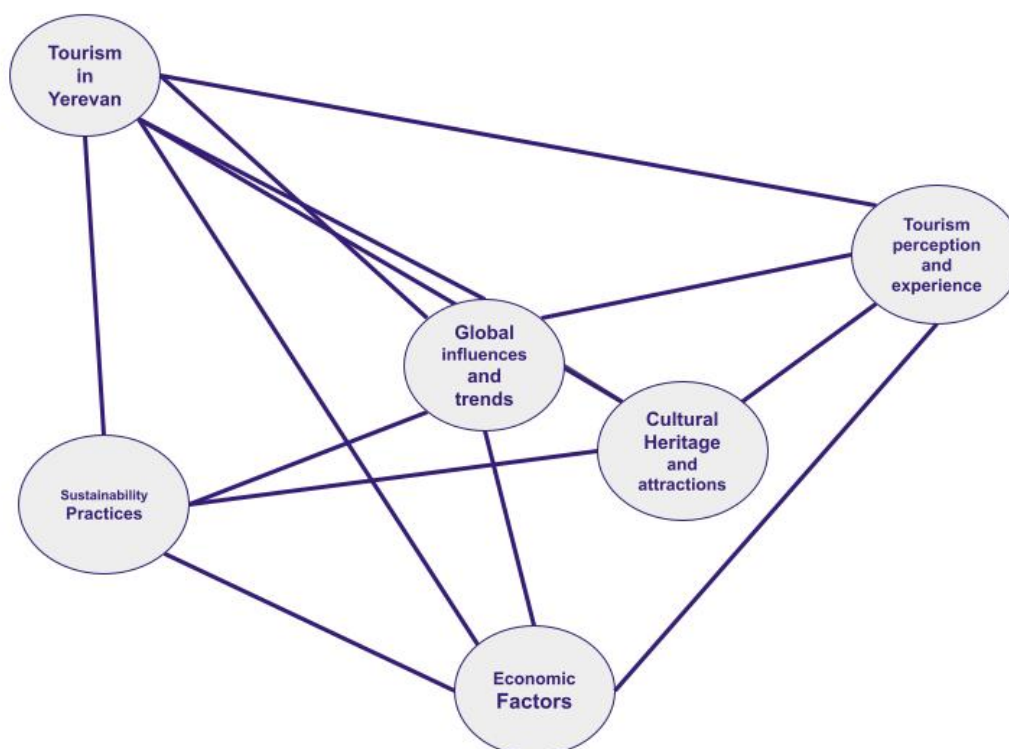 Tourism
in
Yerevan
Tourism
perception
and
experience
Global
influences
and
trends
Cultural
Heritage
and
attractions
Sustainability
Practices
Economic
Factors